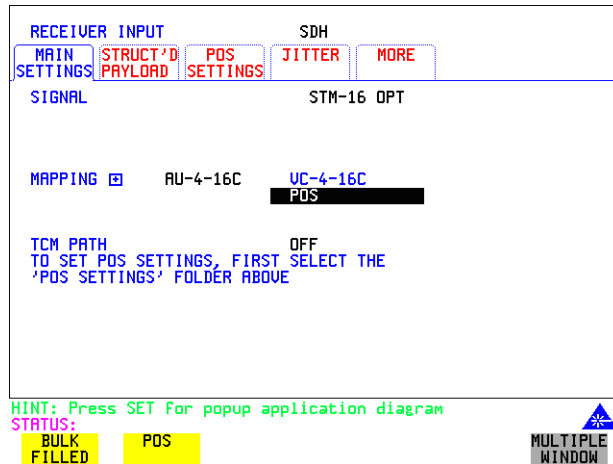 RECEIVER INPUT SDH
MAIN SETTINGS STRUCT'D PAYLOAD POS SETTINGS JITTER MORE
SIGNAL STM-16 OPT
MAPPING + AU-4-16C VC-4-16C
POS
TCM PATH OFF
TO SET POS SETTINGS, FIRST SELECT THE
'POS SETTINGS' FOLDER ABOVE
HINT: Press SET for popup application diagram
STATUS:
BULK FILLED POS MULTIPLE WINDOW